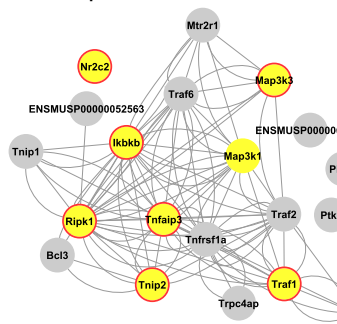 Mtr2r1
Nr2c2
Map3k3
Traf6
ENSMUSP00000052563
ENSMUSP00000
Ikbkb
Tnip1
Map3k1
P
Ripk1
Tnfaip3
Traf2
Ptk
Tnfrsf1a
Bcl3
Tnip2
Traf1
Trpc4ap